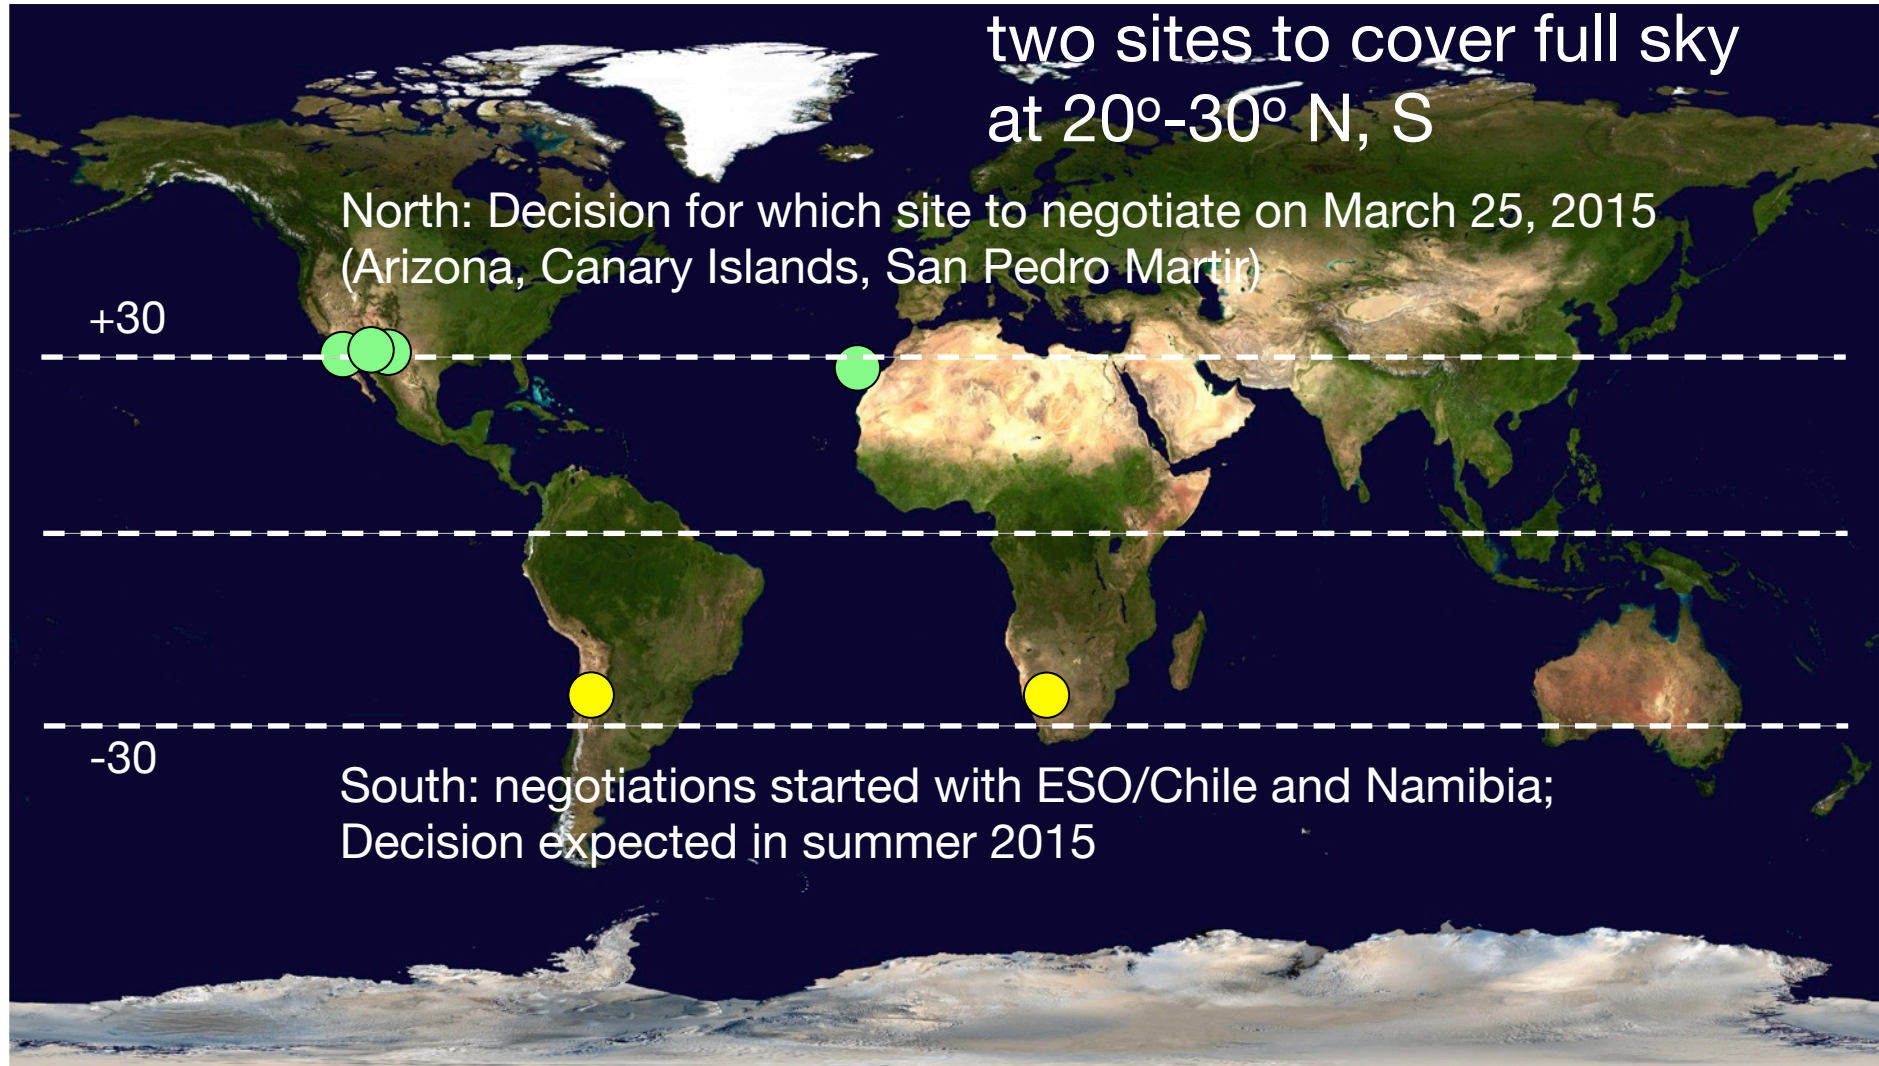 two sites to cover full sky
at 20º-30º N, S
North: Decision for which site to negotiate on March 25, 2015
(Arizona, Canary Islands, San Pedro Martir)
+30
-30
South: negotiations started with ESO/Chile and Namibia;
Decision expected in summer 2015